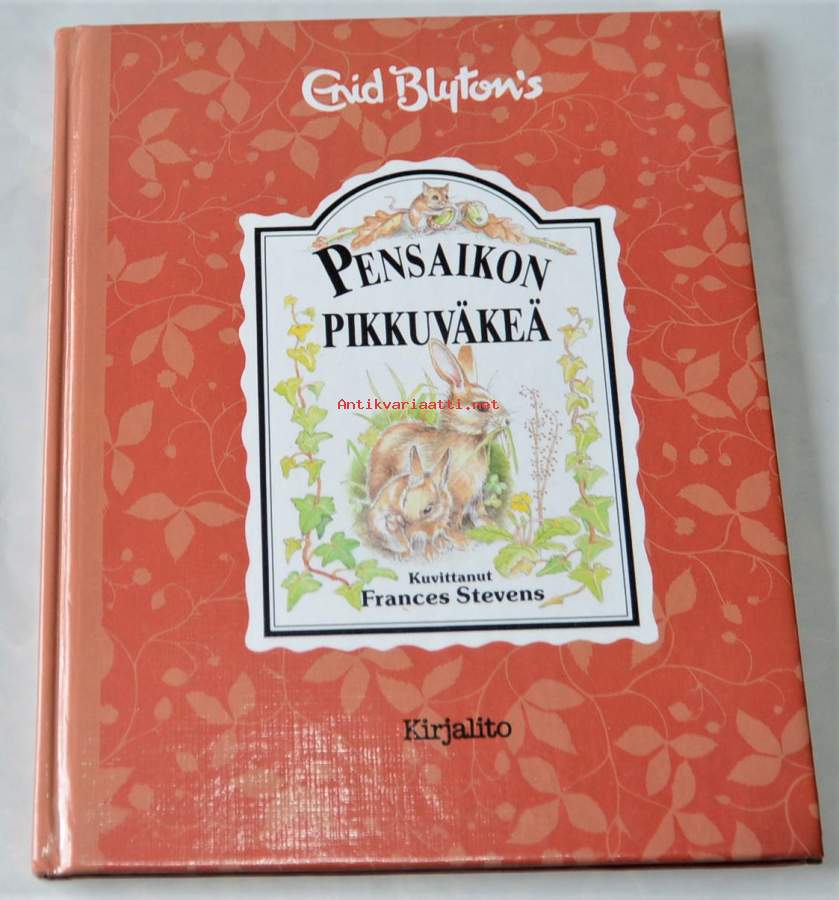 Enid Blyton's
PENSAIKON
PIKKUVÄKEÄ
Antikvariaatti.net
Kuvittanut
Frances Stevens
Kirjalito